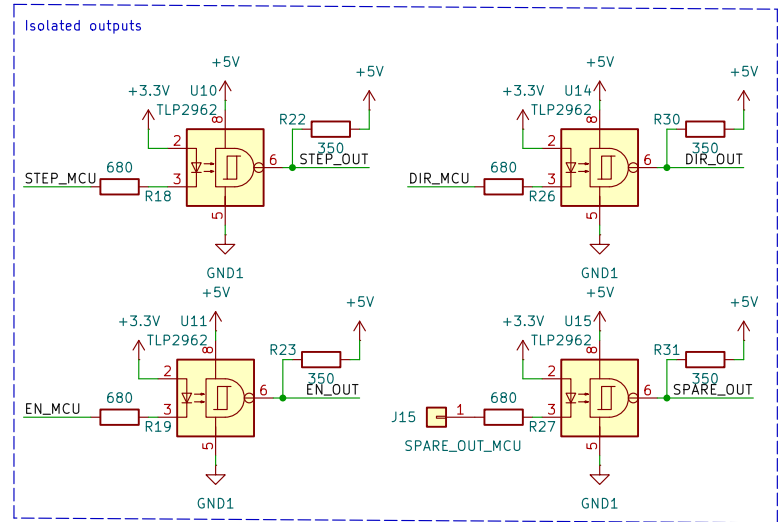 Isolated outputs
+5V
+5V
+3.3V
U10
TLP2962
R22
350
8
2
6
STEP_OUT
680
STEP_MCU
3
R18
5
GND1
+5V
+5V
+3.3V
U14
TLP2962
R30
350
8
2
6
DIR_OUT
680
DIR_MCU
3
R26
5
GND1
+5V
+5V
+3.3V
U11
TLP2962
R23
350
8
2
6
EN_OUT
680
EN_MCU
3
R19
5
GND1
+5V
+5V
+3.3V
U15
TLP2962
R31
350
8
2
6
SPARE_OUT
680
J15
1
3
R27
SPARE_OUT_MCU
5
GND1